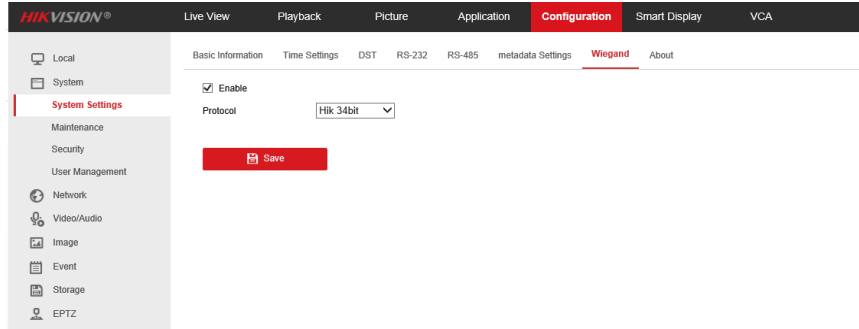 HIKVISION®
Live View Playback Picture Application Configuration Smart Display VCA
Local
System
System Settings
Maintenance
Security
User Management
Network
Video/Audio
Image
Event
Storage
EPTZ
Basic Information Time Settings DST RS-232 RS-485 metadata Settings Wiegand About
Enable
Protocol Hik 34bit
Save